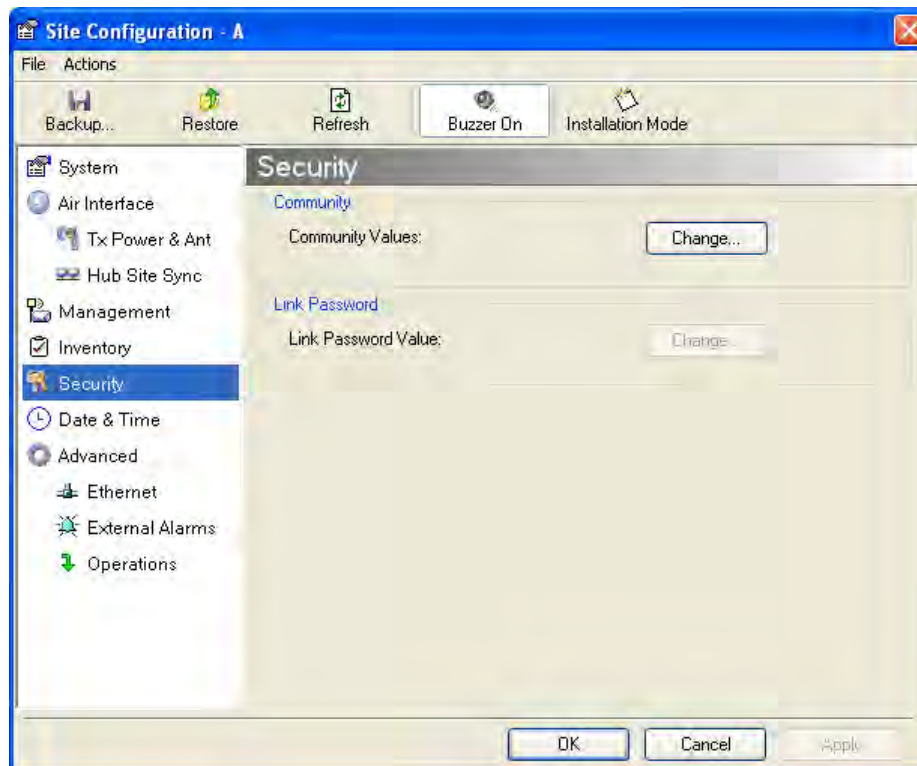 Site Configuration - A
File Actions
Backup... Restore Refresh Buzzer On Installation Mode
System
Air Interface
Tx Power & Ant
Hub Site Sync
Management
Inventory
Security
Date & Time
Advanced
Ethernet
External Alarms
Operations
Security
Community
Community Values: Change...
Link Password
Link Password Value: Change...
OK Cancel Apply